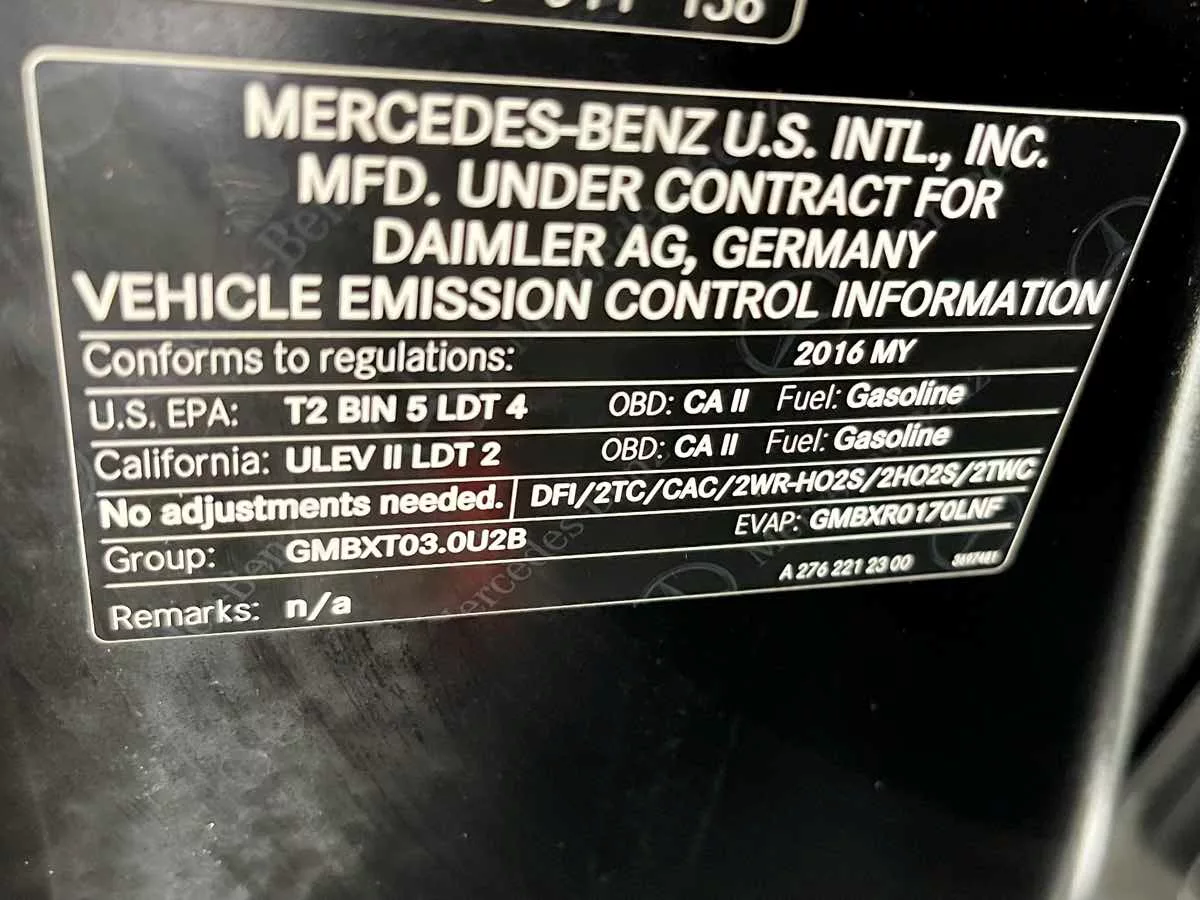 138
MERCEDES-BENZ U.S. INTL., INC.
MFD. UNDER CONTRACT FOR
DAIMLER AG, GERMANY
VEHICLE EMISSION CONTROL INFORMATION
Conforms to regulations: 2016 MY
U.S. EPA: T2 BIN 5 LDT 4 OBD: CA II Fuel: Gasoline
California: ULEV II LDT 2 OBD: CA II Fuel: Gasoline
No adjustments needed. DFI/2TC/CAC/2WR-HO2S/2HO2S/2TWC
Group: GMBXT03.0U2B EVAP: GMBXR0170LNF
Remarks: n/a A 276 221 23 00